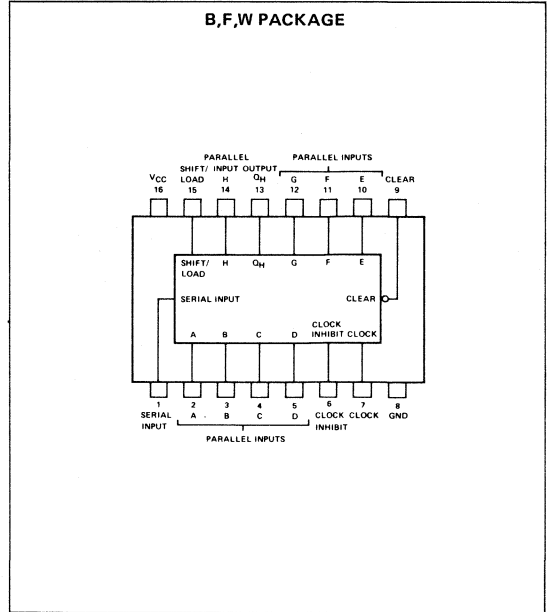 B,F,W PACKAGE
PARALLEL PARALLEL INPUTS
SHIFT/ INPUT OUTPUT
VCC LOAD H QH G F E CLEAR
16 15 14 13 12 11 10 9
SHIFT/ H QH G F E
LOAD
SERIAL INPUT CLEAR
CLOCK
A B C D INHIBIT CLOCK
1 2 3 4 5 6 7 8
SERIAL A B C D CLOCK CLOCK GND
INPUT INHIBIT
PARALLEL INPUTS